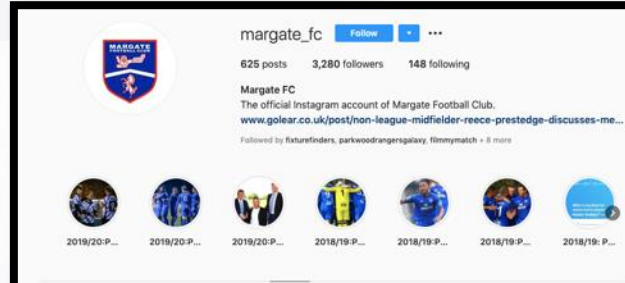 MARGATE
FOOTBALL CLUB
margate_fc Follow
625 posts 3,280 followers 148 following
Margate FC
The official Instagram account of Margate Football Club.
www.golear.co.uk/post/non-league-midfielder-reece-prestedge-discusses-me...
Followed by fixturefinders, parkwoodrangersgalaxy, filmmymatch + 8 more
2019/20:P... 2019/20:P... 2019/20:P... 2018/19:P... 2018/19:P... 2018/19:P... 2018/19: P...